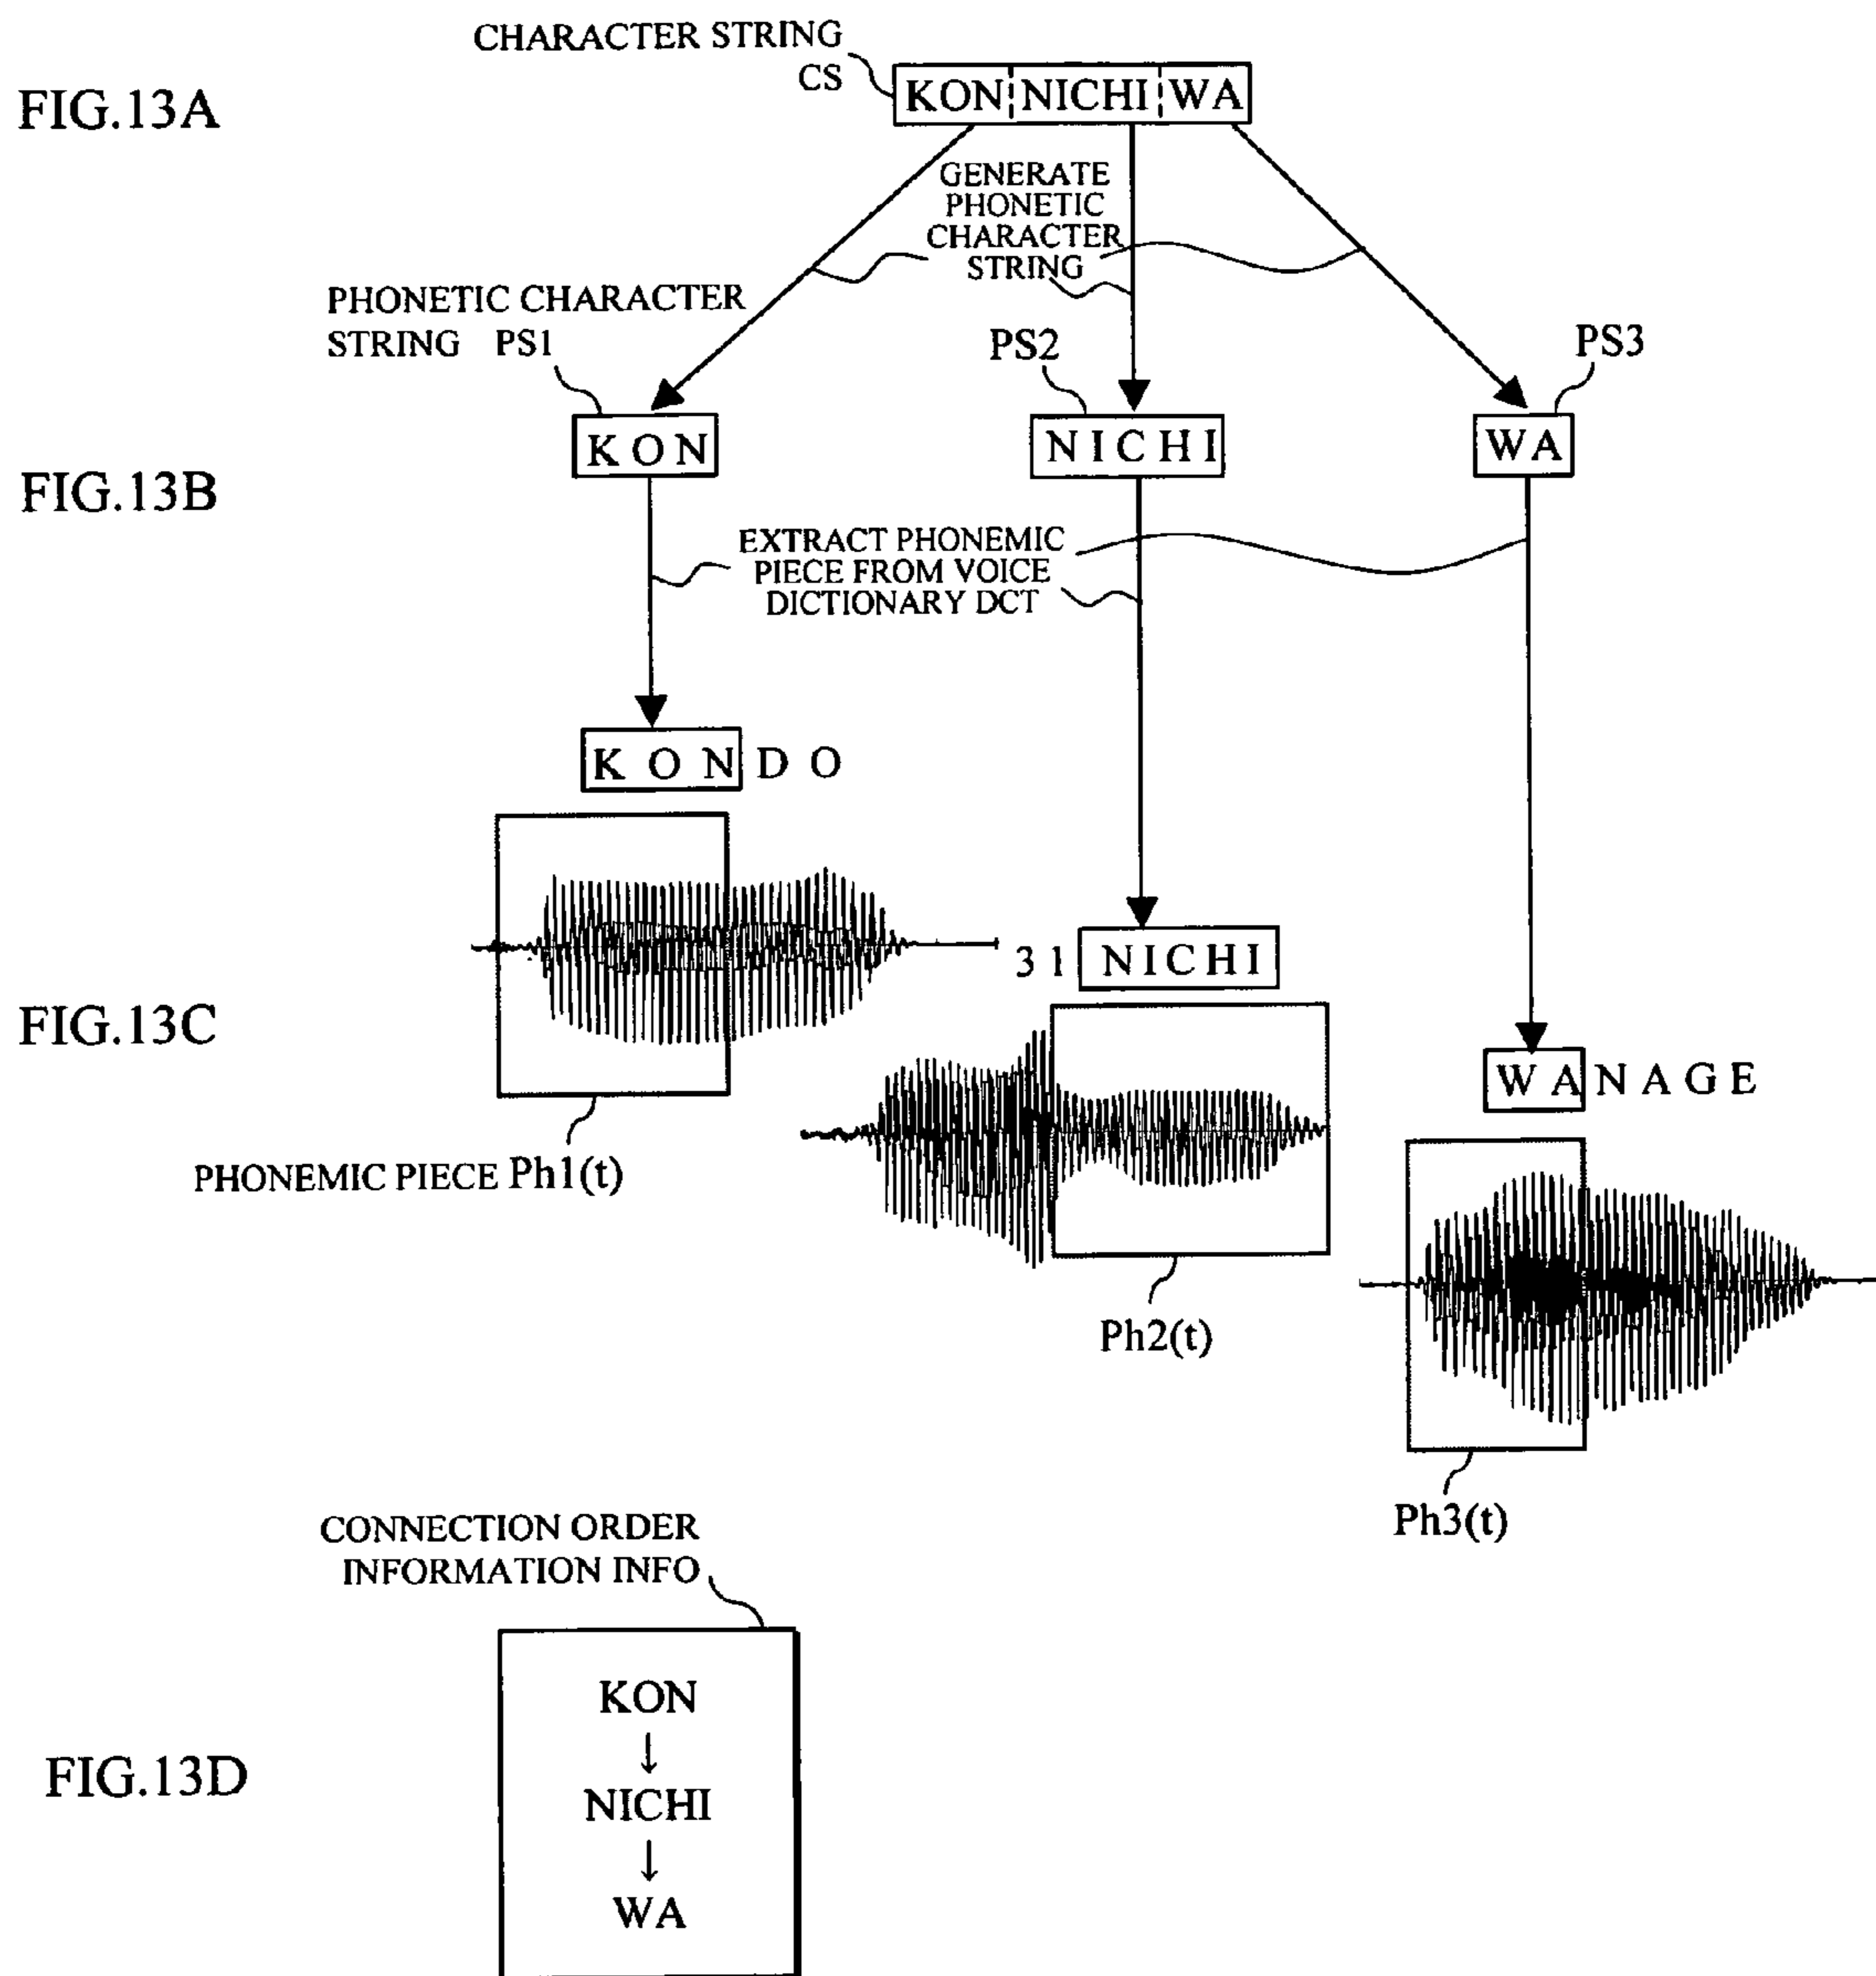 CHARACTER STRING
CS
FIG.13A
KON NICHI WA
GENERATE
PHONETIC
CHARACTER
STRING
PHONETIC CHARACTER
STRING PS1
PS2
PS3
KON
NICHI
WA
FIG.13B
EXTRACT PHONEMIC
PIECE FROM VOICE
DICTIONARY DCT
KONDO
31 NICHI
FIG.13C
WANAGE
PHONEMIC PIECE Ph1(t)
Ph2(t)
Ph3(t)
CONNECTION ORDER
INFORMATION INFO
KON
↓
NICHI
↓
WA
FIG.13D